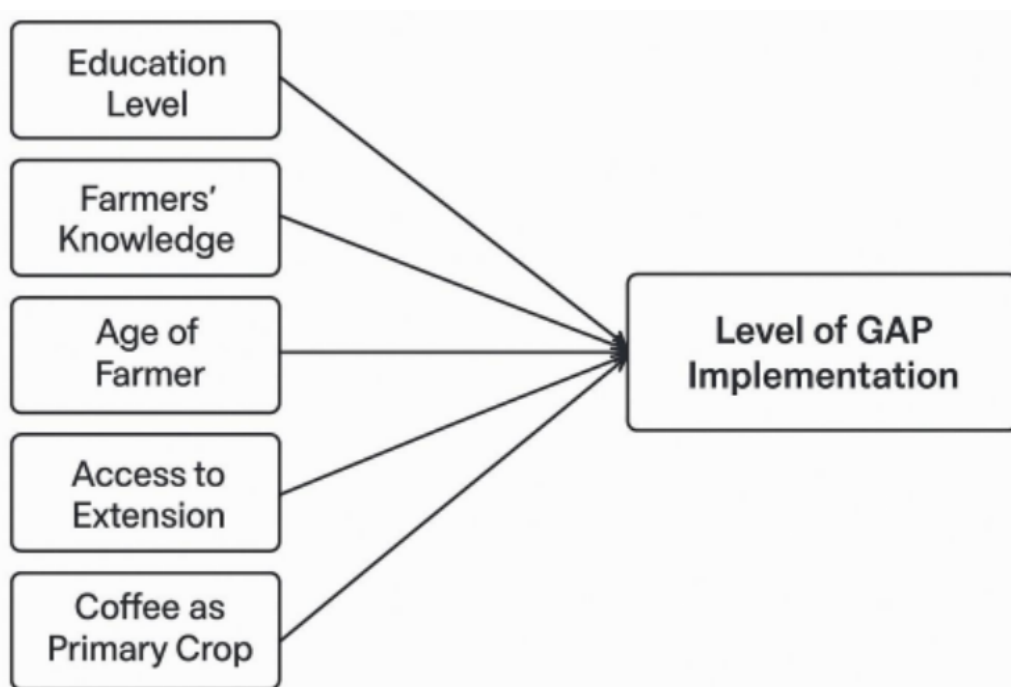 Education
Level
Farmers’
Knowledge
Age of
Farmer
Access to
Extension
Coffee as
Primary Crop
Level of GAP
Implementation